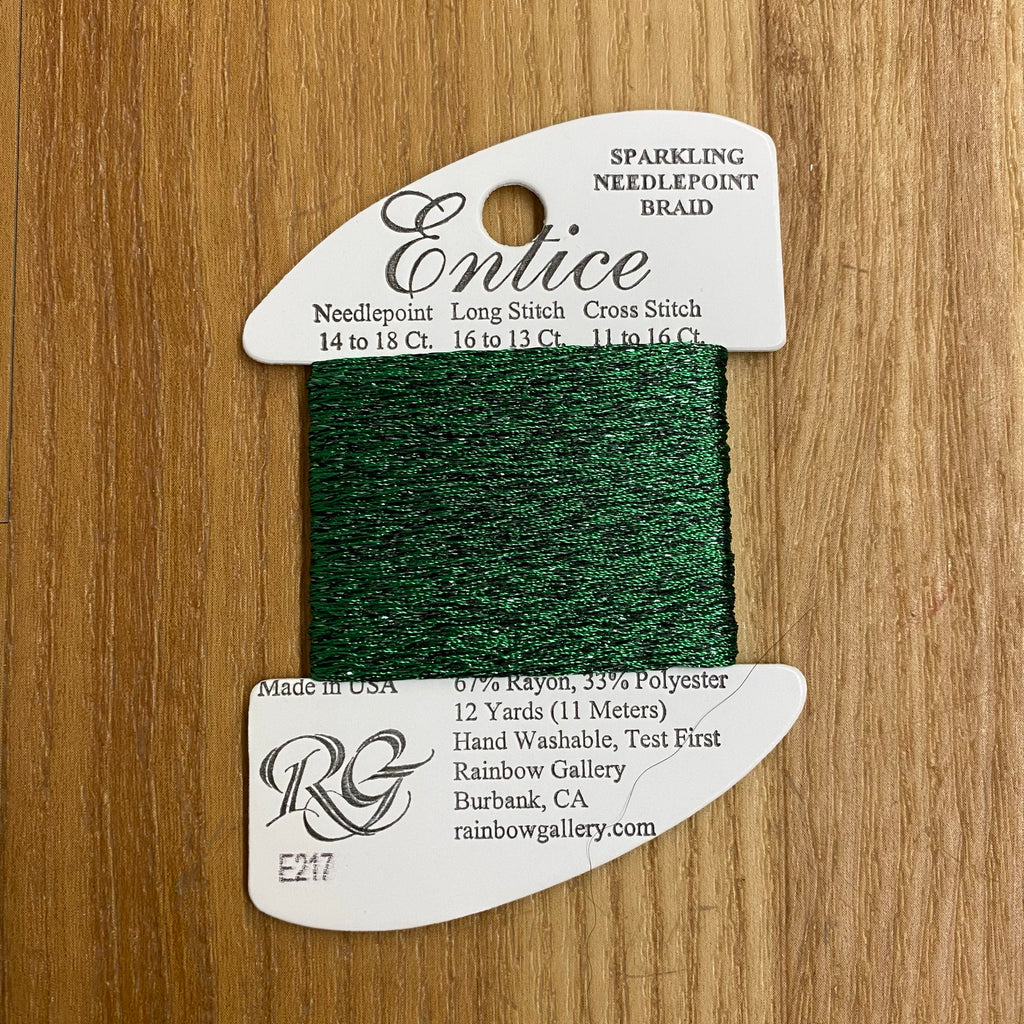 SPARKLING
NEEDLEPOINT
BRAID
Entice
Needlepoint Long Stitch Cross Stitch
14 to 18 Ct. 16 to 13 Ct. 11 to 16 Ct.
Made in USA
67% Rayon, 33% Polyester
12 Yards (11 Meters)
Hand Washable, Test First
Rainbow Gallery
Burbank, CA
rainbowgallery.com
RG
E217